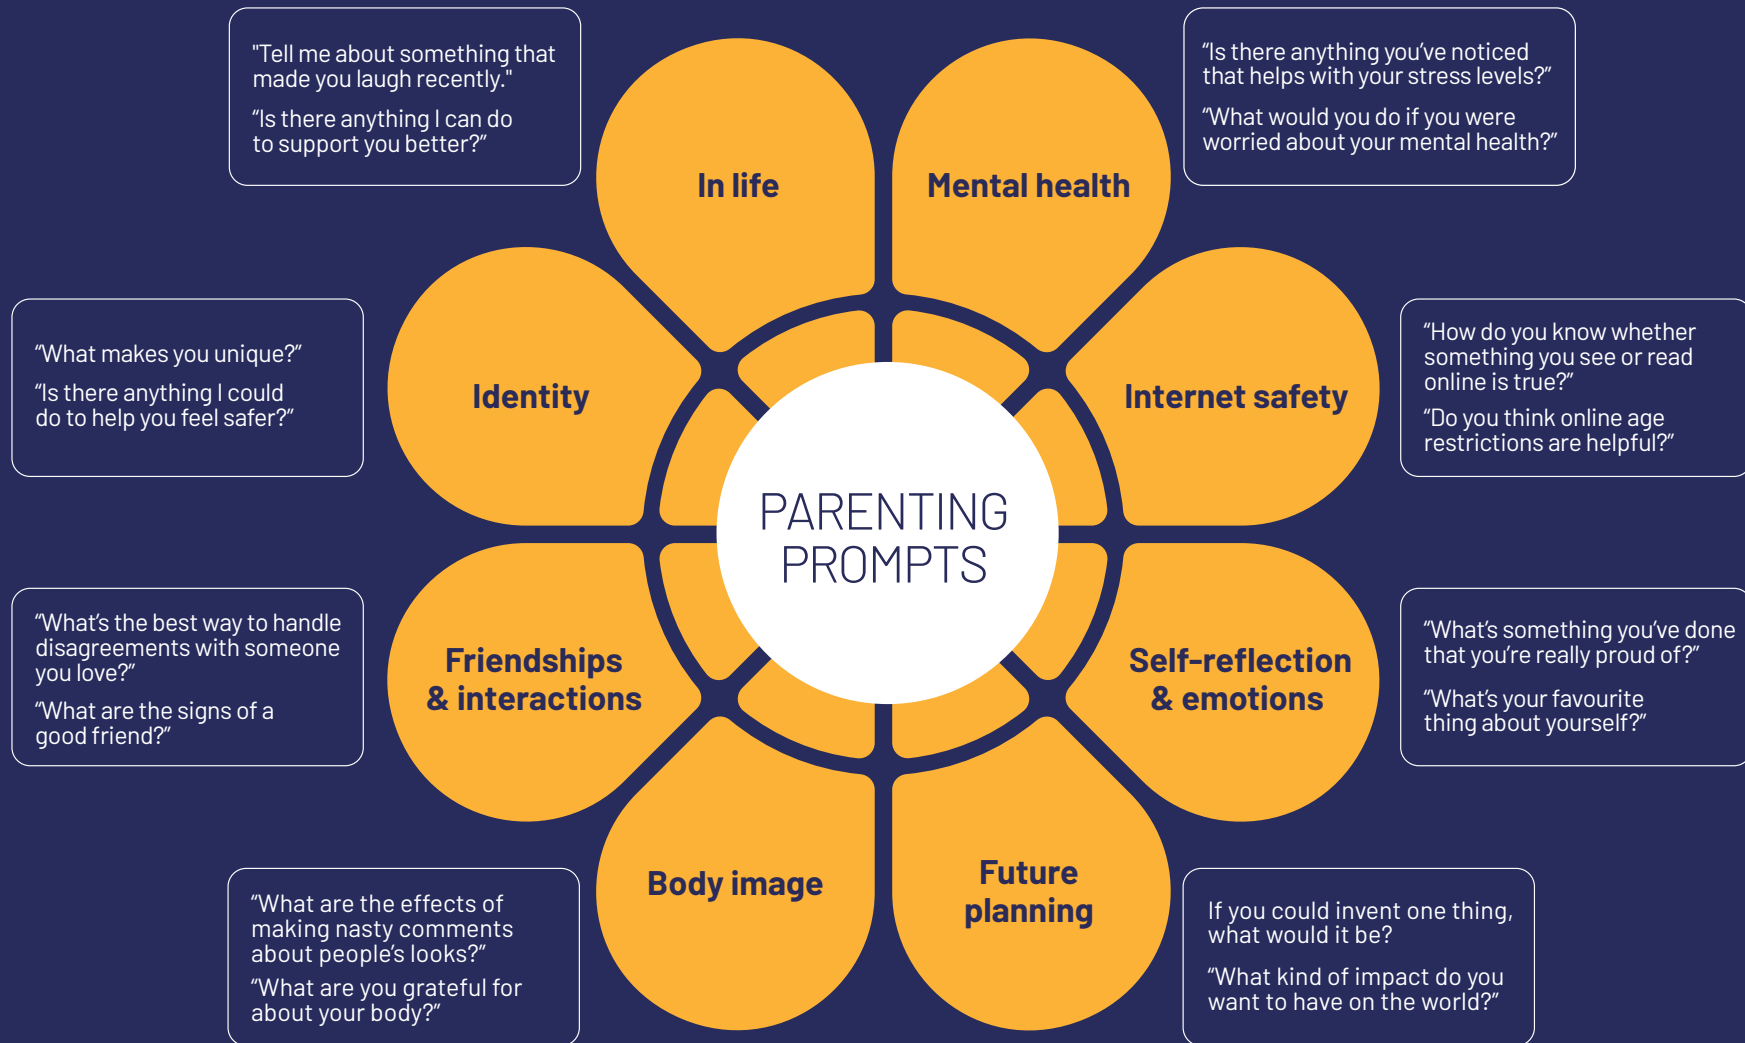 "Tell me about something that
made you laugh recently."
“Is there anything I can do
to support you better?”
In life
Mental health
“Is there anything you’ve noticed
that helps with your stress levels?”
“What would you do if you were
worried about your mental health?”
“What makes you unique?”
“Is there anything I could
do to help you feel safer?”
Identity
Internet safety
“How do you know whether
something you see or read
online is true?”
“Do you think online age
restrictions are helpful?”
PARENTING
PROMPTS
“What’s the best way to handle
disagreements with someone
you love?”
“What are the signs of a
good friend?”
Friendships
& interactions
Self-reflection
& emotions
“What’s something you’ve done
that you’re really proud of?”
“What’s your favourite
thing about yourself?”
“What are the effects of
making nasty comments
about people’s looks?”
“What are you grateful for
about your body?”
Body image
Future
planning
If you could invent one thing,
what would it be?
“What kind of impact do you
want to have on the world?”